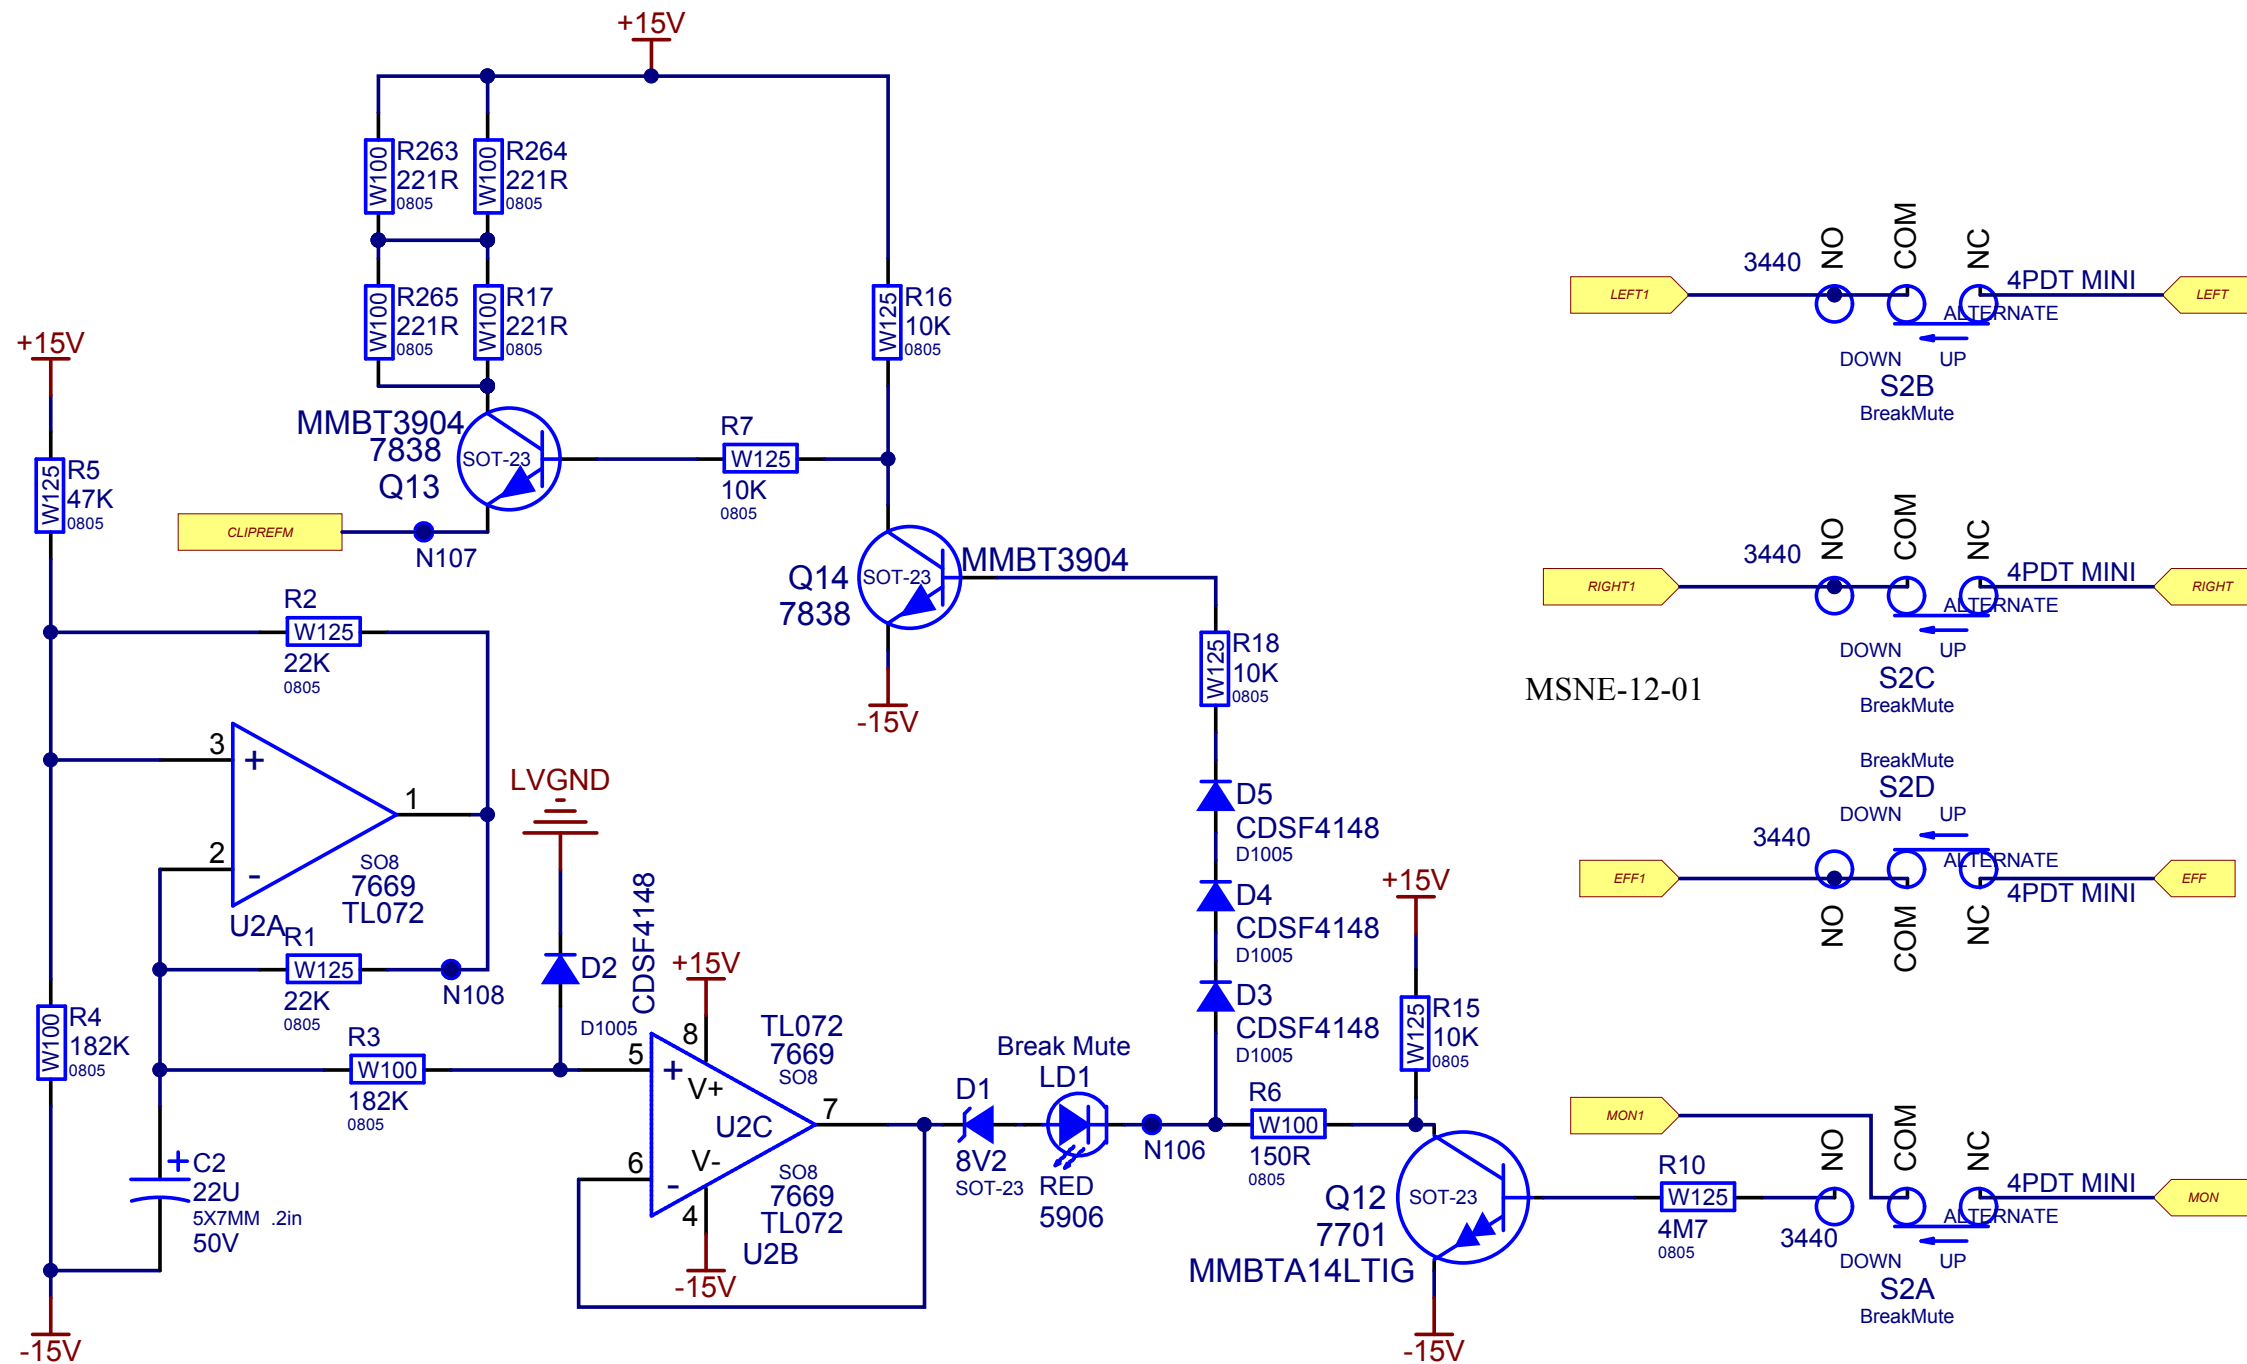 +15V
R263
221R
0805
W100
R264
221R
0805
W100
R265
221R
0805
W100
R17
221R
0805
W100
R16
10K
0805
W125
+15V
R5
47K
0805
W125
MMBT3904
7838
Q13
SOT-23
R7
W125
10K
0805
CLIPREFM
N107
Q14
7838
SOT-23
MMBT3904
-15V
R2
W125
22K
0805
3
+
2
-
1
SO8
7669
TL072
U2A
R1
W125
22K
0805
N108
LVGND
D2
CDSF4148
D1005
R4
182K
0805
W100
R3
W100
182K
0805
+
C2
22U
5X7MM .2in
50V
-15V
+15V
8
5
+
V+
TL072
7669
SO8
U2C
7
V-
6
-
4
SO8
7669
TL072
U2B
-15V
D1
8V2
SOT-23
Break Mute
LD1
RED
5906
N106
R18
10K
0805
W125
D5
CDSF4148
D1005
D4
CDSF4148
D1005
D3
CDSF4148
D1005
R6
W100
150R
0805
+15V
R15
10K
0805
W125
Q12
7701
MMBTA14LTIG
SOT-23
-15V
R10
W125
4M7
0805
LEFT1
3440
NO
COM
NC
4PDT MINI
ALTERNATE
LEFT
DOWN UP
S2B
BreakMute
RIGHT1
3440
NO
COM
NC
4PDT MINI
ALTERNATE
RIGHT
DOWN UP
S2C
BreakMute
MSNE-12-01
BreakMute
S2D
DOWN UP
3440
ALTERNATE
EFF1
4PDT MINI
EFF
NO
COM
NC
MON1
NO
COM
NC
4PDT MINI
ALTERNATE
MON
3440
DOWN UP
S2A
BreakMute